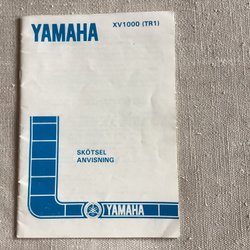 YAMAHA
XV1000 (TR1)
SKÖTSEL
ANVISNING
YAMAHA